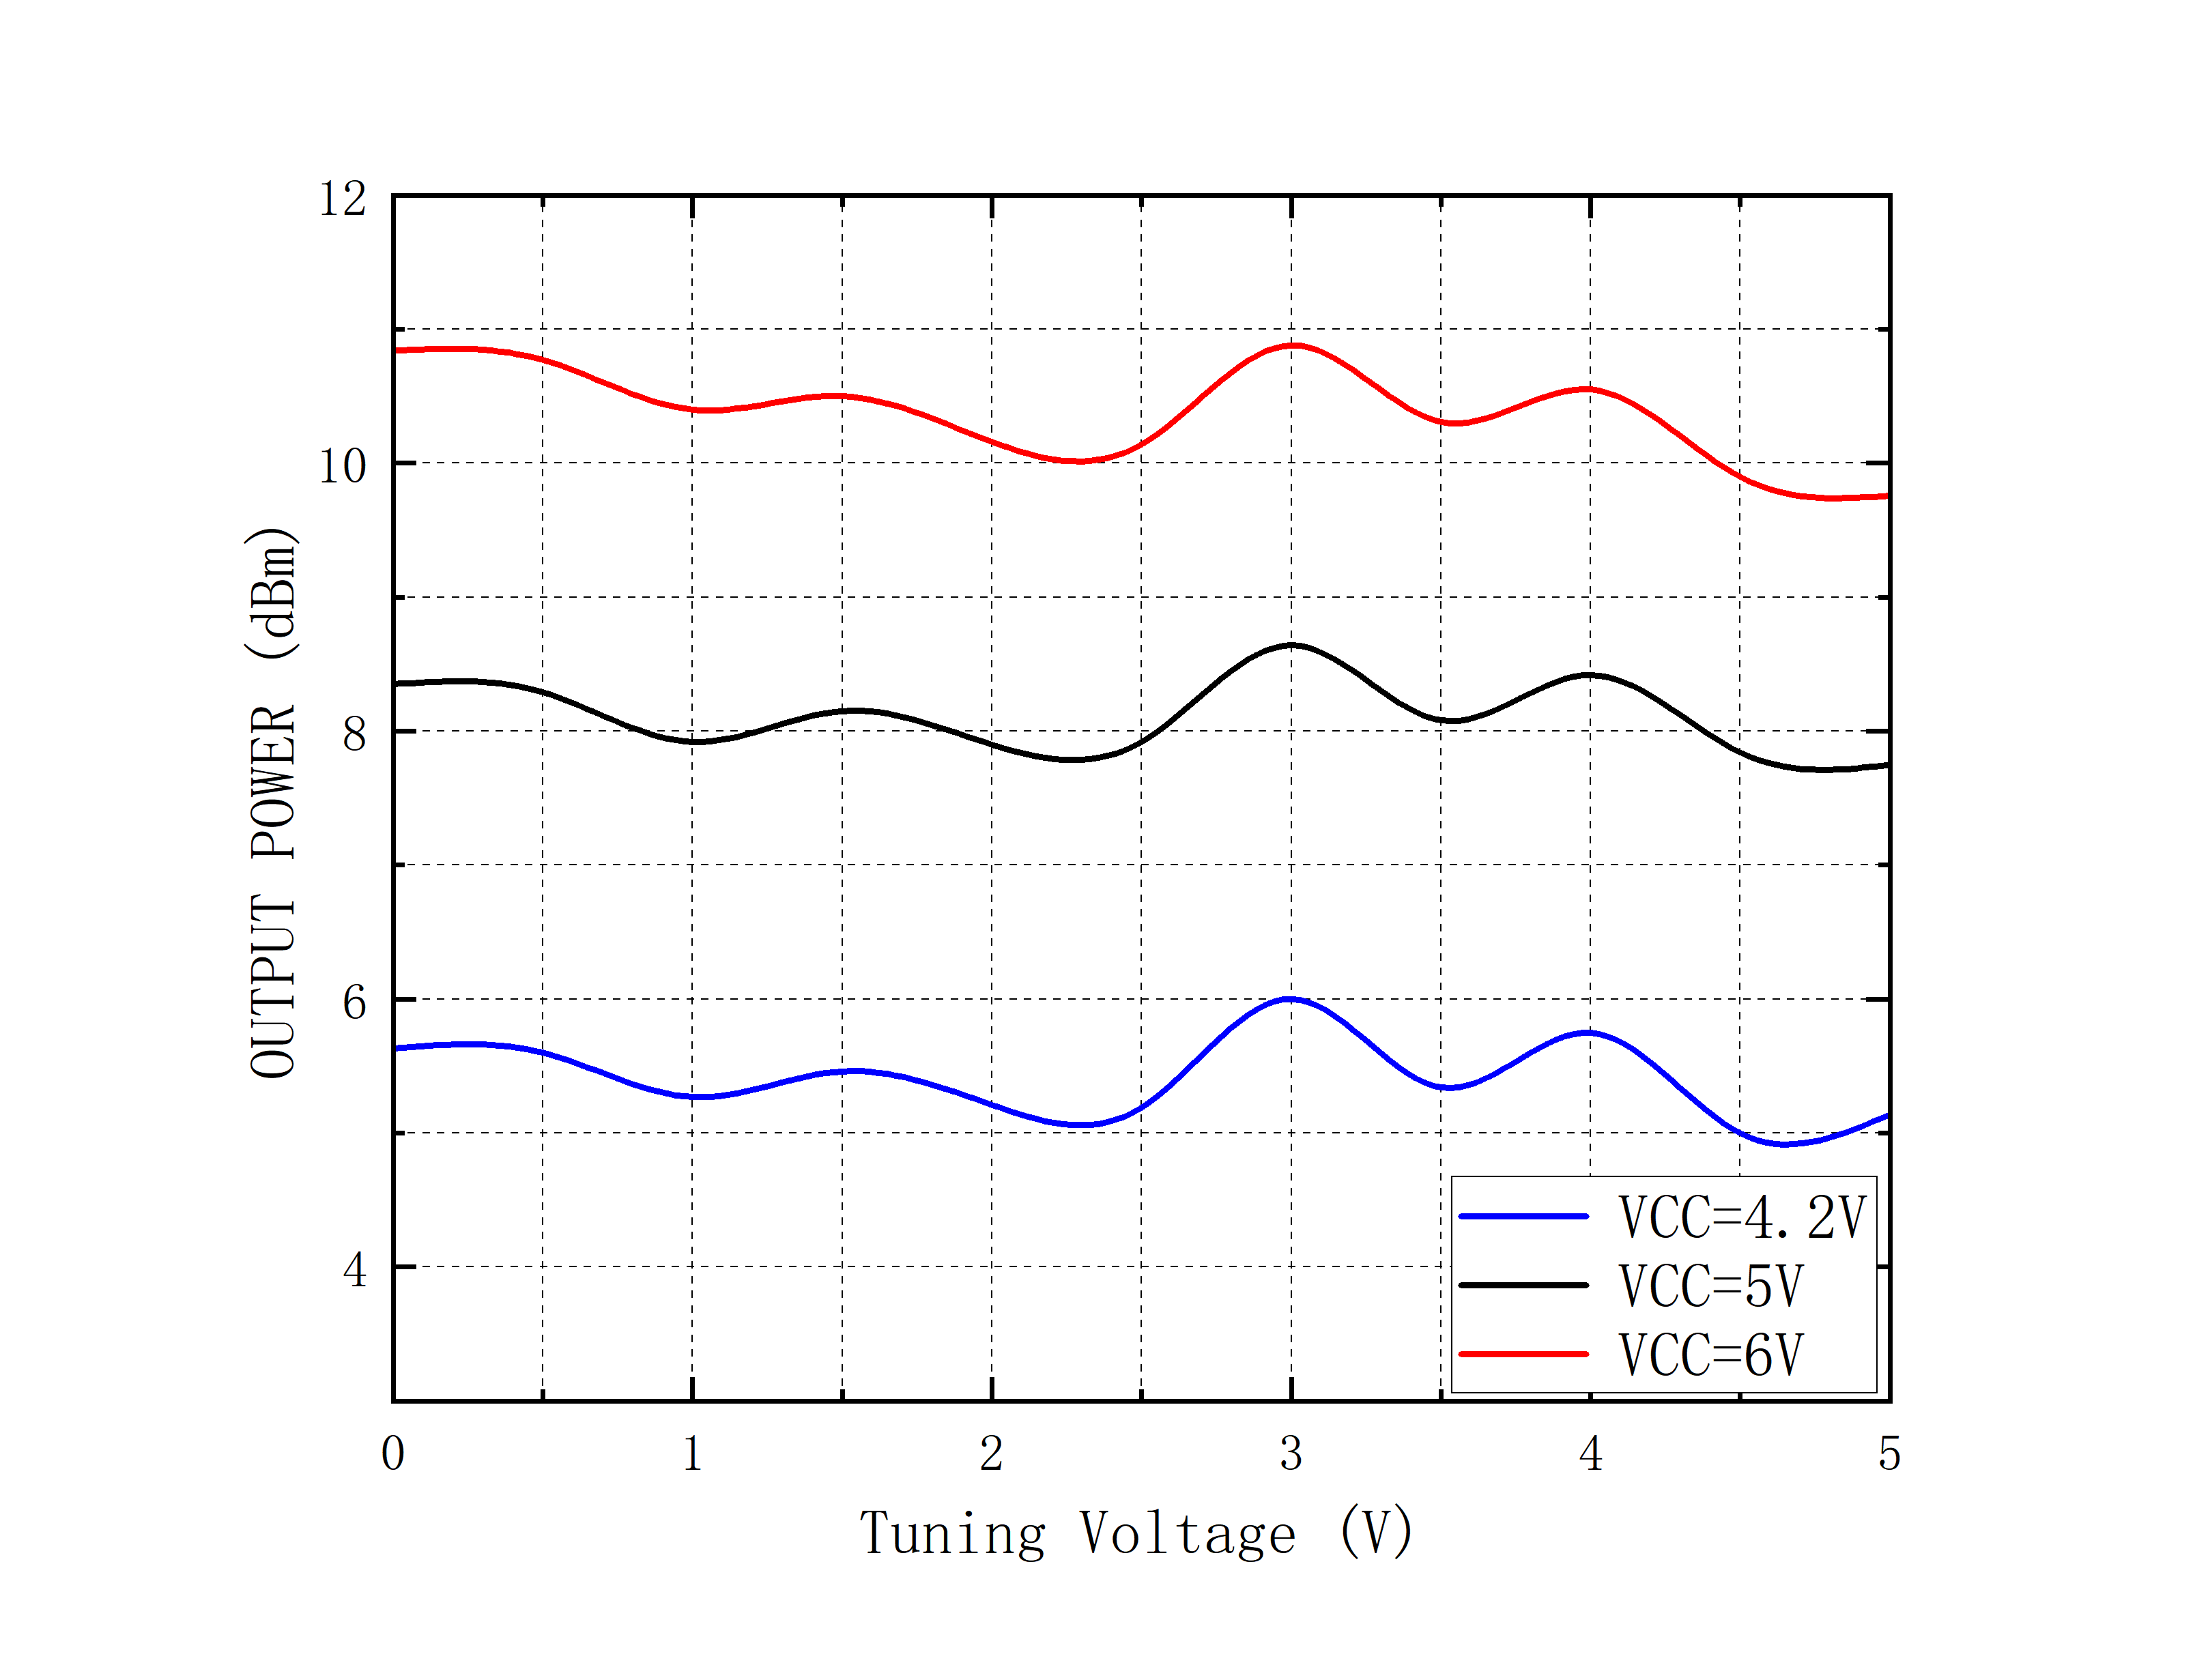 12
10
8
6
4
OUTPUT POWER (dBm)
VCC=4.2V
VCC=5V
VCC=6V
0 1 2 3 4 5
Tuning Voltage (V)